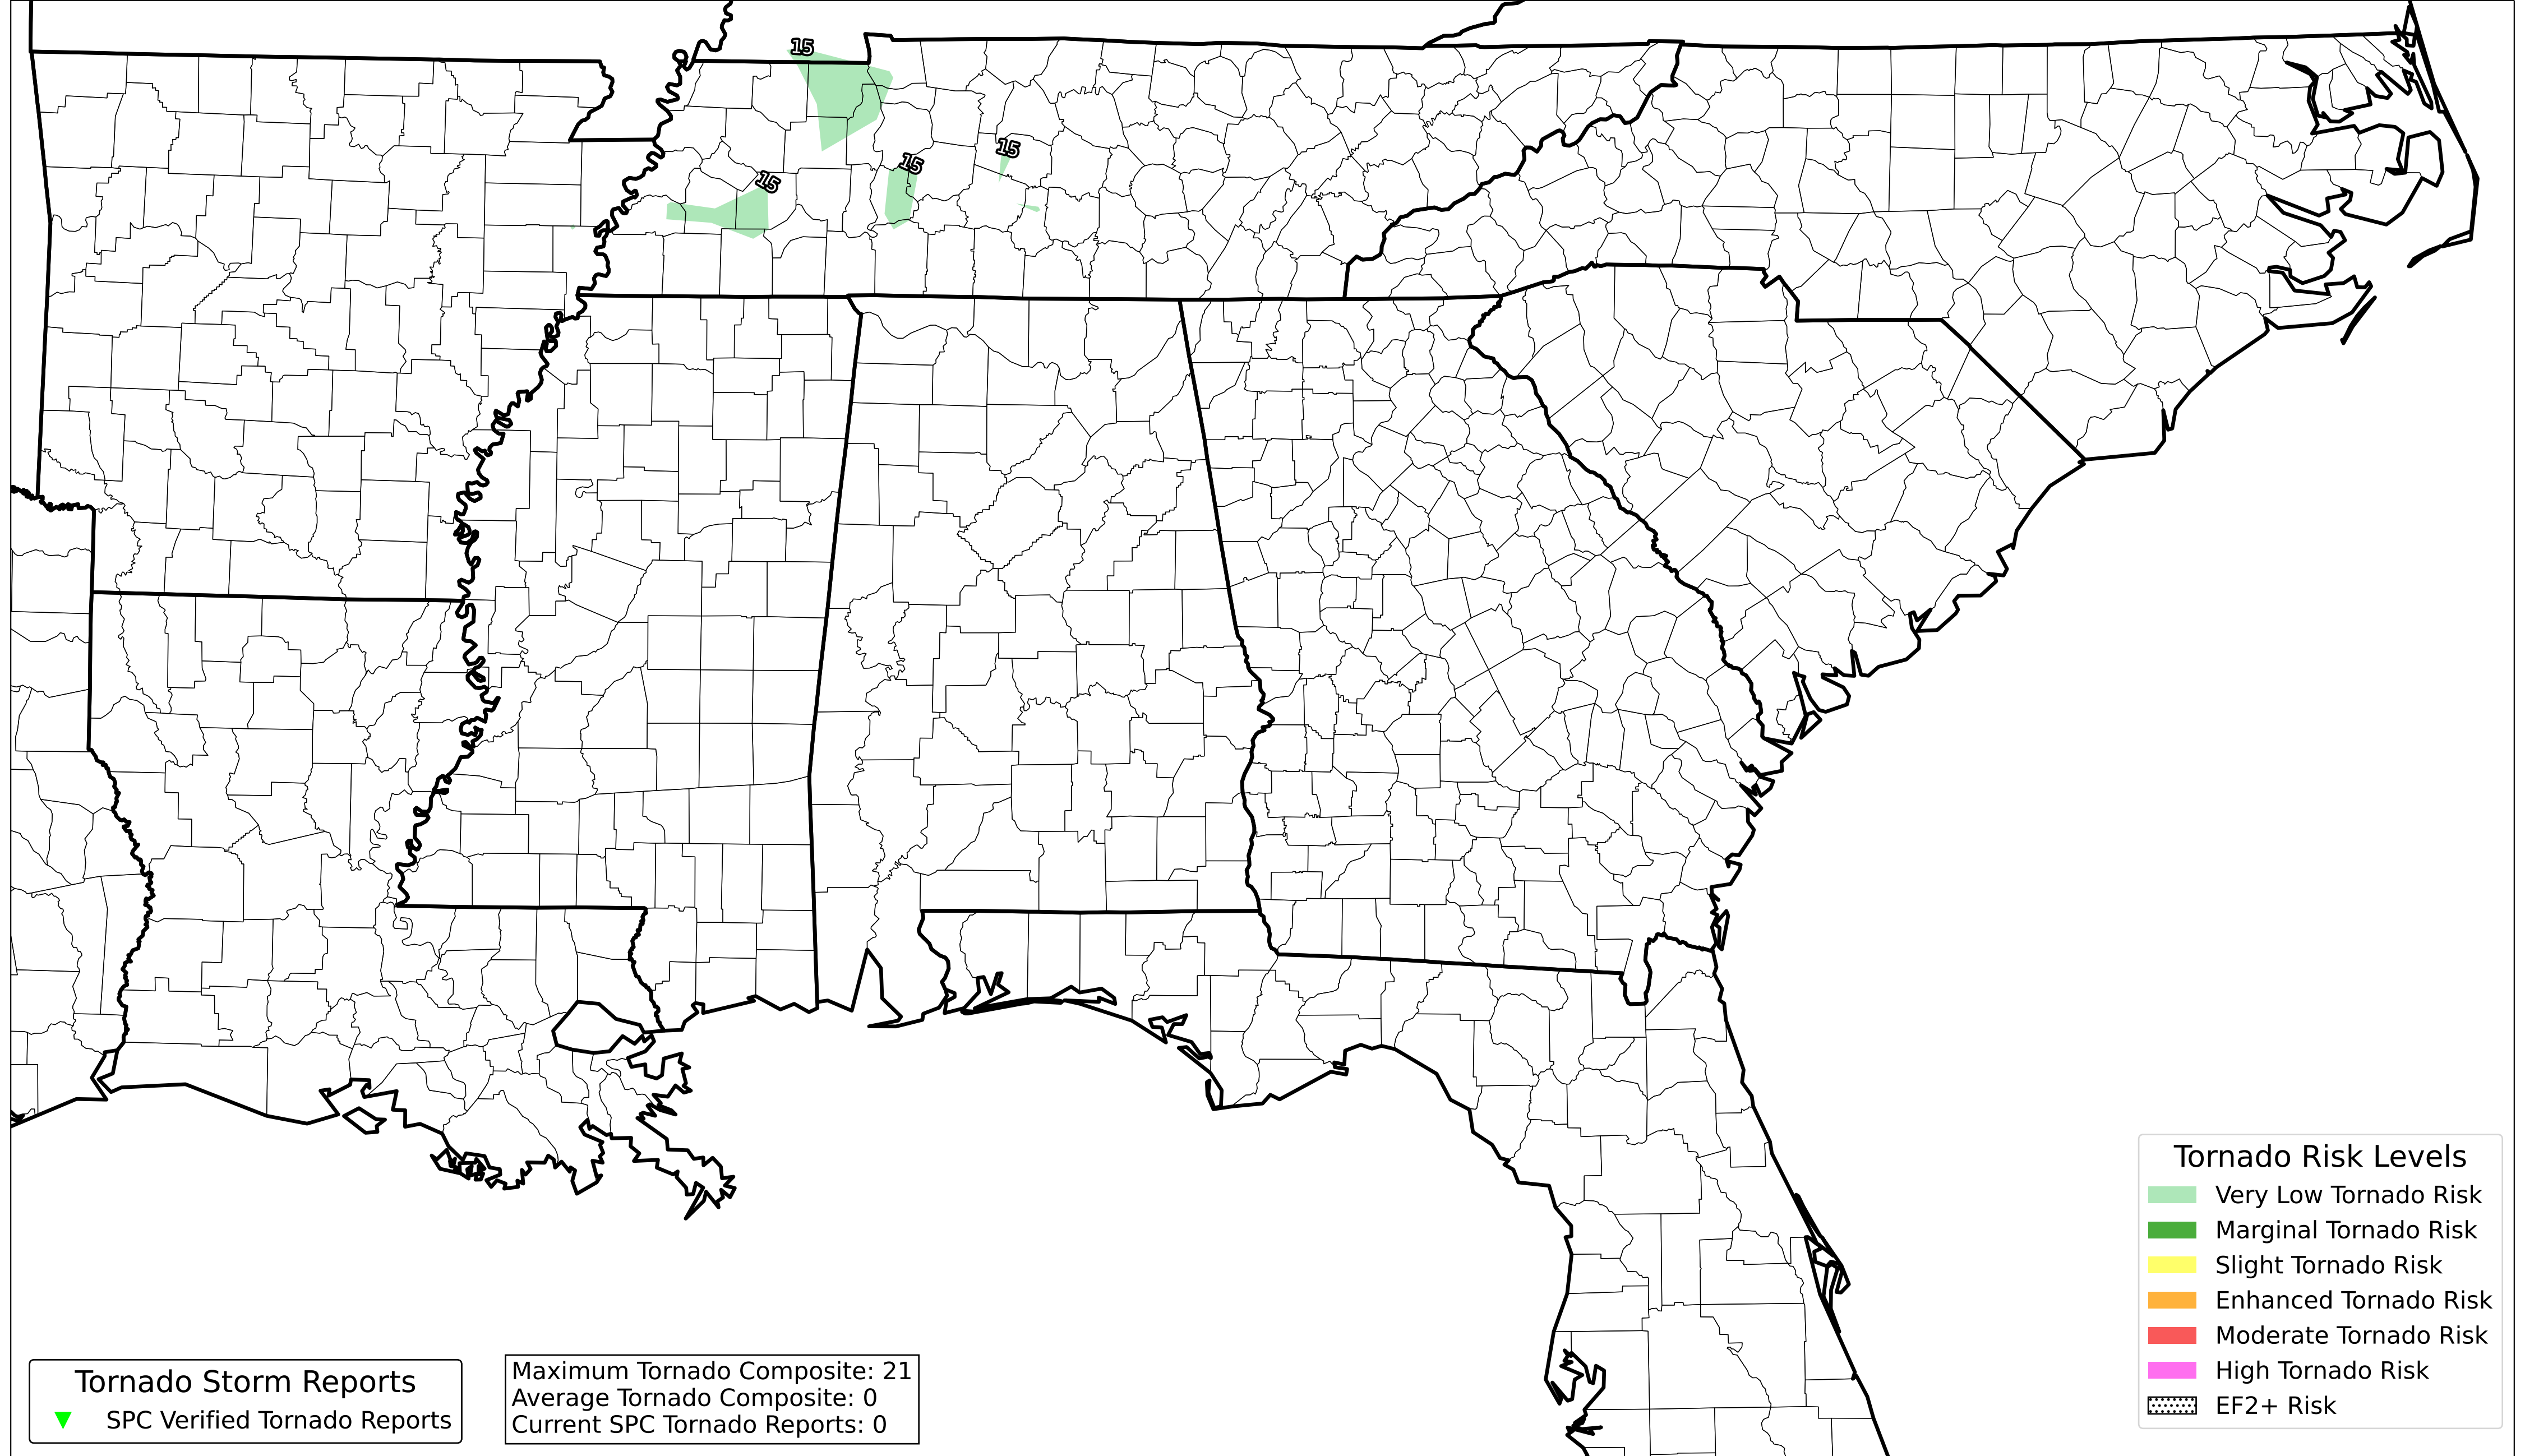 15
15
15
15
Tornado Risk Levels
Very Low Tornado Risk
Marginal Tornado Risk
Slight Tornado Risk
Enhanced Tornado Risk
Moderate Tornado Risk
High Tornado Risk
EF2+ Risk
Tornado Storm Reports
SPC Verified Tornado Reports
Maximum Tornado Composite: 21
Average Tornado Composite: 0
Current SPC Tornado Reports: 0